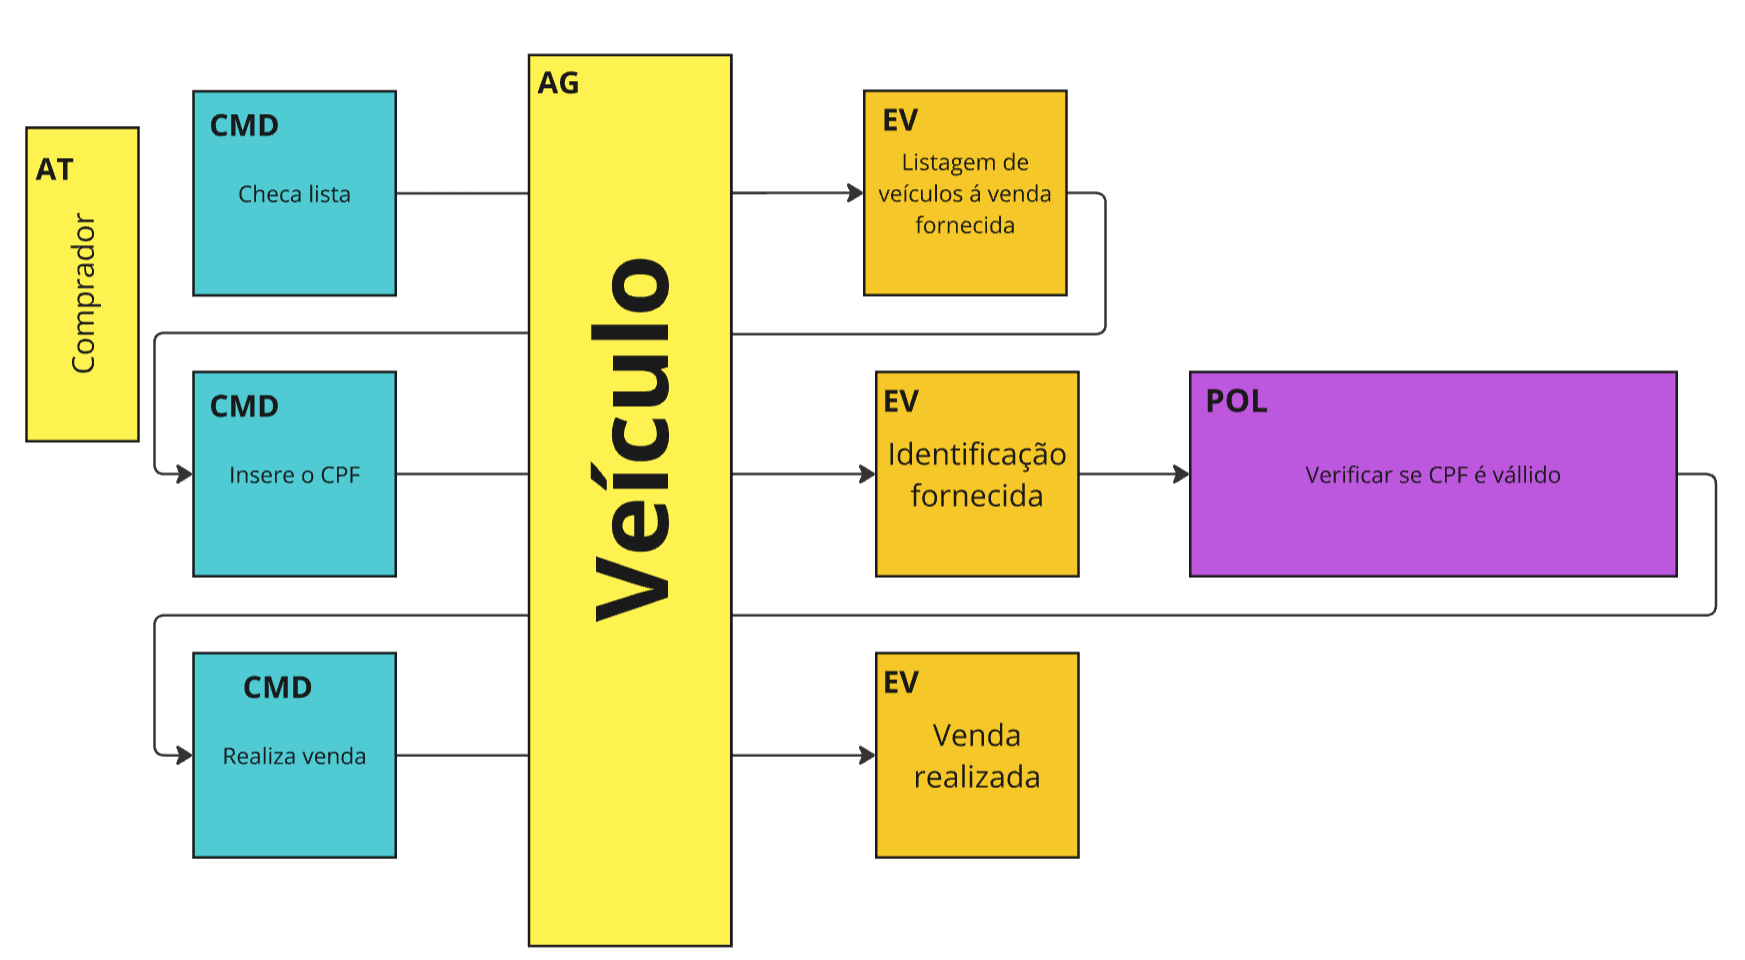 AT
Comprador
CMD
Checa lista
AG
Veículo
EV
Listagem de
veículos á venda
fornecida
CMD
Insere o CPF
EV
Identificação
fornecida
POL
Verificar se CPF é vállido
CMD
Realiza venda
EV
Venda
realizada